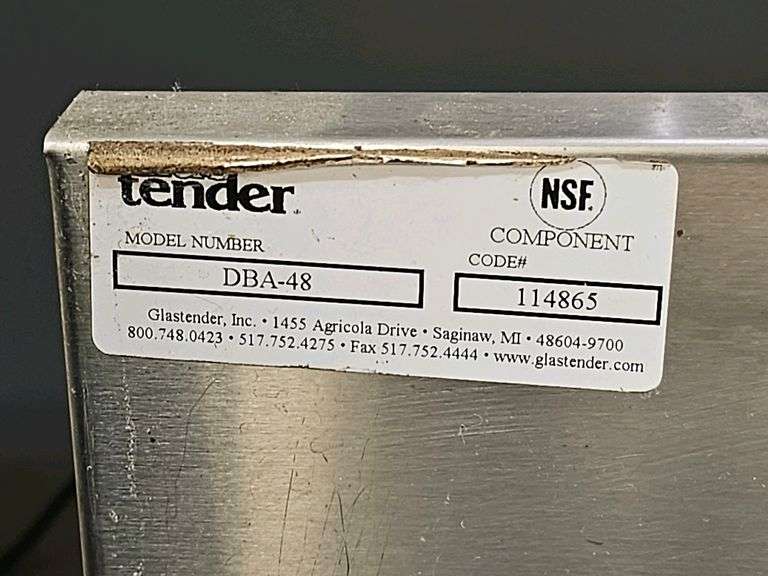 tender
NSF.
COMPONENT
MODEL NUMBER
CODE#
DBA-48
114865
Glastender, Inc. • 1455 Agricola Drive • Saginaw, MI • 48604-9700
800.748.0423 • 517.752.4275 • Fax 517.752.4444 • www.glastender.com